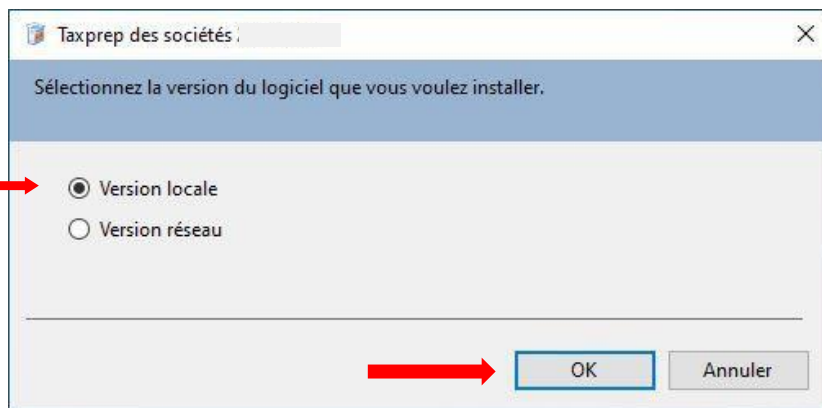 Taxprep des sociétés
Sélectionnez la version du logiciel que vous voulez installer.
Version locale
Version réseau
OK
Annuler